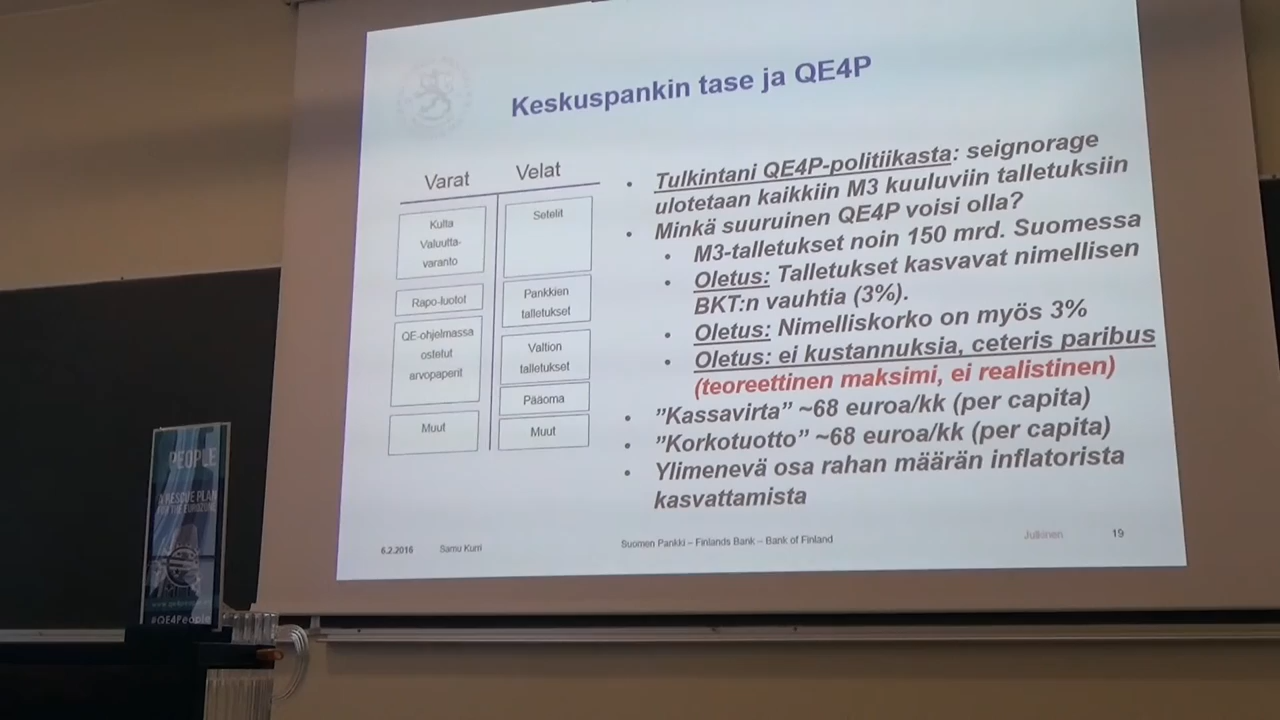 Keskuspankin tase ja QE4P
Varat
Velat
Kulta
Valuutta-
varanto
Rapo-luotot
QE-ohjelmassa
ostetut
arvopaperit
Muut
Setelit
Pankkien
talletukset
Valtion
talletukset
Pääoma
Muut
• Tulkintani QE4P-politiikasta: seignorage
ulotetaan kaikkiin M3 kuuluviin talletuksiin
• Minkä suuruinen QE4P voisi olla?
• M3-talletukset noin 150 mrd. Suomessa
• Oletus: Talletukset kasvavat nimellisen
BKT:n vauhtia (3%).
• Oletus: Nimelliskorko on myös 3%
• Oletus: ei kustannuksia, ceteris paribus
(teoreettinen maksimi, ei realistinen)
• ”Kassavirta” ~68 euroa/kk (per capita)
• ”Korkotuotto” ~68 euroa/kk (per capita)
• Ylimenevä osa rahan määrän inflatorista
kasvattamista
6.2.2016
Samu Kurri
Suomen Pankki – Finlands Bank – Bank of Finland
Julkinen
19
PEOPLE
A RESCUE PLAN
FOR THE EUROZONE
#QE4People